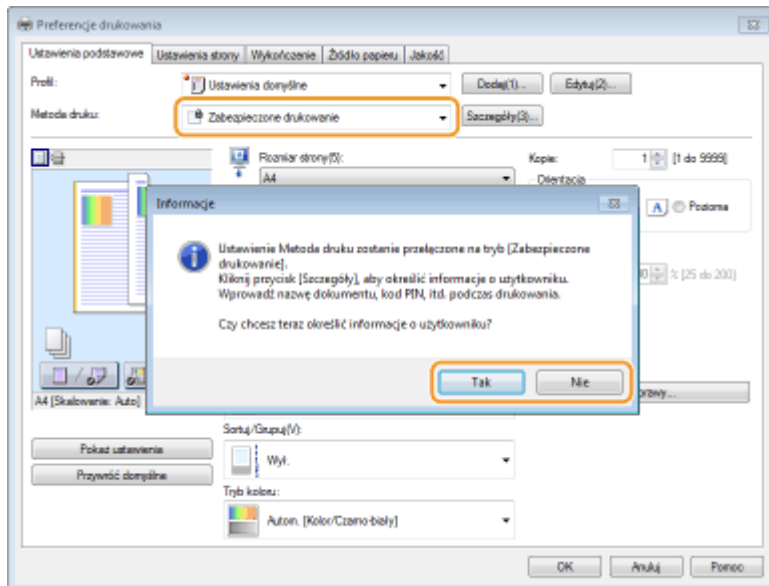 Preferencje drukowania
Ustawienia podstawowe Ustawienia strony Wykończenie Źródło papieru Jakość
Profil: Ustawienia domyślne Dodaj(1)... Edytuj(2)...
Metoda druku: Zabezpieczone drukowanie Szczegóły(3)...
Rozmiar strony(5): Kopie: 1 [1 do 9999]
A4 Orientacja
A Pozioma
Informacje
Ustawienie Metoda druku zostanie przełączone na tryb [Zabezpieczone
drukowanie].
Kliknij przycisk [Szczegóły], aby określić informacje o użytkowniku.
Wprowadź nazwę dokumentu, kod PIN, itd. podczas drukowania.
% [25 do 200]
Czy chcesz teraz określić informacje o użytkowniku?
Tak Nie
A4 [Skalowanie: Auto]
Sortuj/Grupuj(V):
Pokaż ustawienia
Wył.
Przywróć domyślne
Tryb koloru:
Autom. [Kolor/Czarno-biały]
OK Anuluj Pomoc